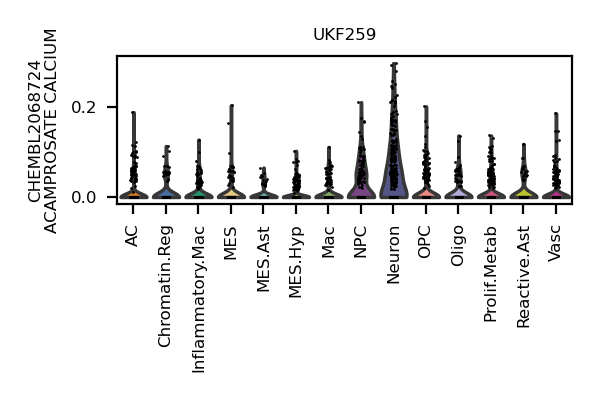 UKF259
CHEMBL2068724
ACAMPROSATE CALCIUM
0.2
0.0
AC
Chromatin.Reg
Inflammatory.Mac
MES
MES.Ast
MES.Hyp
Mac
NPC
Neuron
OPC
Oligo
Prolif.Metab
Reactive.Ast
Vasc